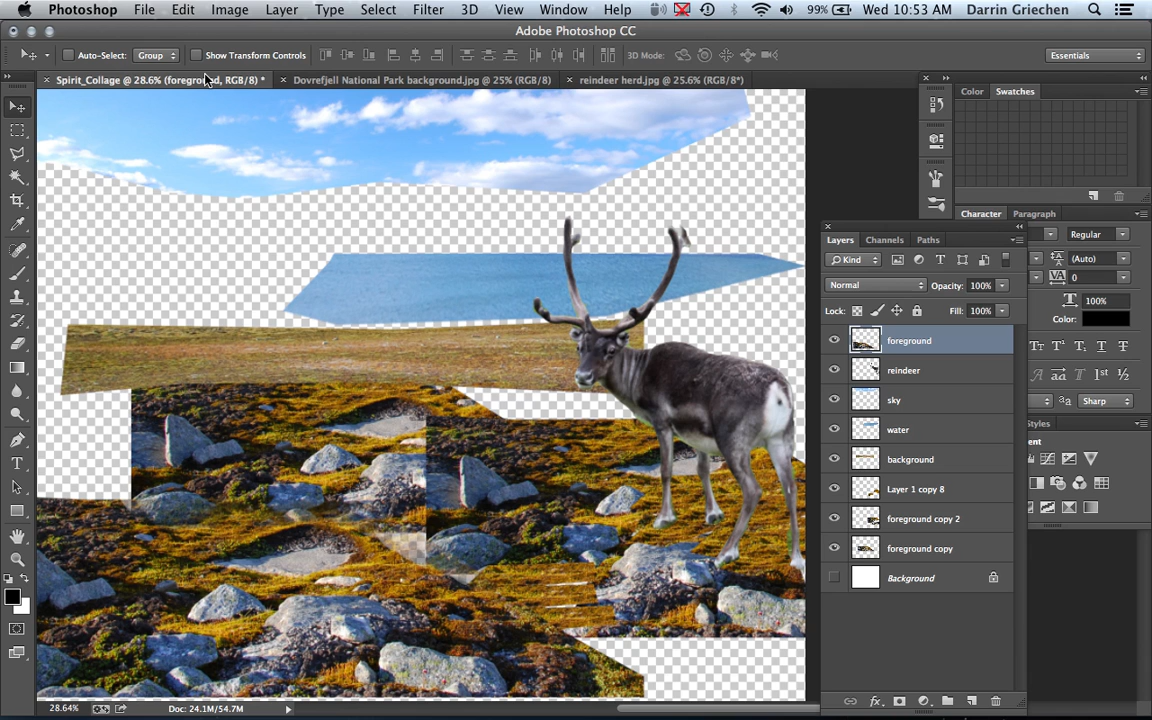 Photoshop File Edit Image Layer Type Select Filter 3D View Window Help 99% Wed 10:53 AM Darrin Griechen
Adobe Photoshop CC
Auto-Select: Group Show Transform Controls 3D Mode: Essentials
Spirit_Collage @ 28.6% (foreground, RGB/8) * Dovrefjell National Park background.jpg @ 25% (RGB/8) reindeer herd.jpg @ 25.6% (RGB/8*)
Color Swatches
Character Paragraph
Regular
(Auto)
0
100%
Color:
Sharp
Layers Channels Paths
Kind
Normal Opacity: 100%
Lock: Fill: 100%
foreground
reindeer
sky
water
background
Layer 1 copy 8
foreground copy 2
foreground copy
Background
28.64% Doc: 24.1M/54.7M